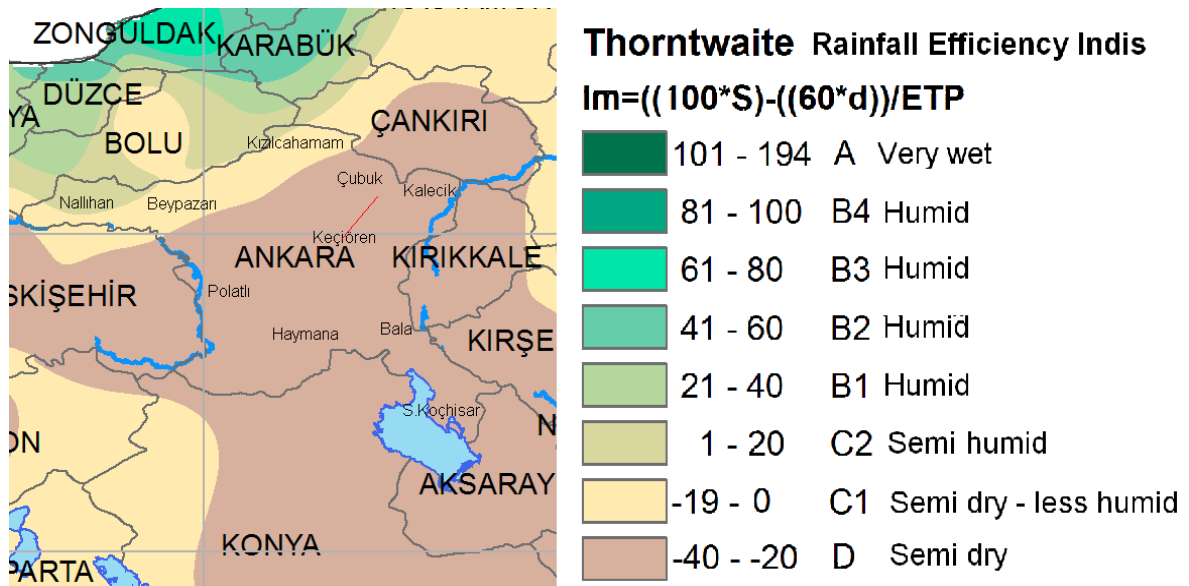 ZONGULDAK
KARABÜK
DÜZCE
YA
BOLU
ÇANKIRI
Kızılcahamam
Çubuk
Kalecik
Nallıhan
Beypazarı
Keçiören
ANKARA
KIRIKKALE
SKİŞEHİR
Polatlı
Haymana
Bala
KIRŞE
S.Koçhisar
ON
N
AKSARAY
KONYA
PARTA
Thorntwaite Rainfall Efficiency Indis
Im=((100*S)-((60*d))/ETP
101 - 194 A Very wet
81 - 100 B4 Humid
61 - 80 B3 Humid
41 - 60 B2 Humid
21 - 40 B1 Humid
1 - 20 C2 Semi humid
-19 - 0 C1 Semi dry - less humid
-40 - -20 D Semi dry